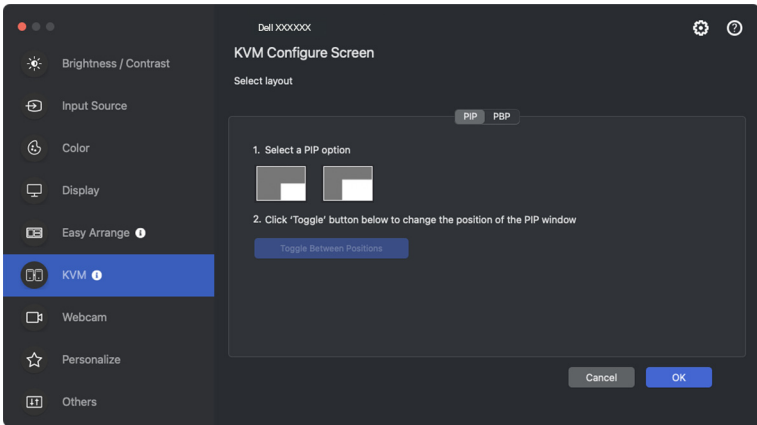 Dell XXXXXX
KVM Configure Screen
Select layout
Brightness / Contrast
Input Source
Color
Display
Easy Arrange
KVM
Webcam
Personalize
Others
PIP PBP
1. Select a PIP option
2. Click 'Toggle' button below to change the position of the PIP window
Toggle Between Positions
Cancel OK